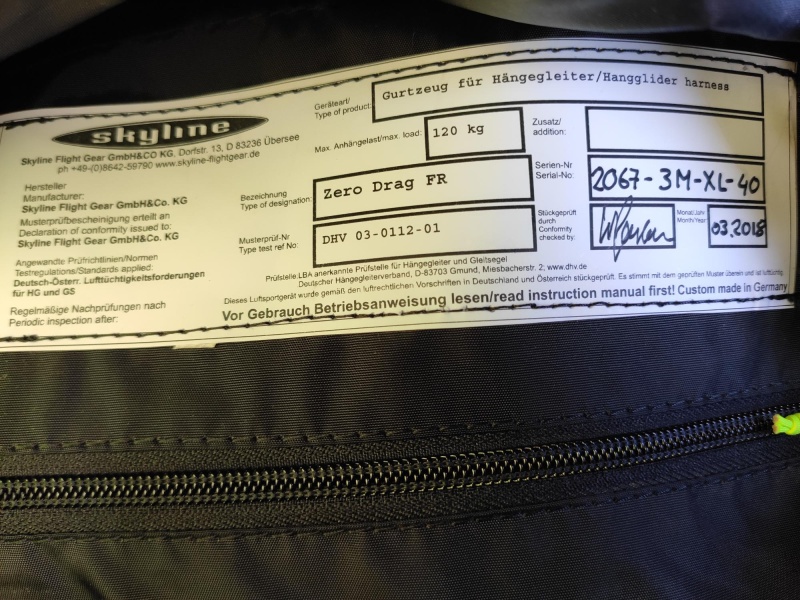 skyline
Skyline Flight Gear GmbH&CO KG, Dorfstr. 13, D 83236 Übersee
ph +49-(0)8642-59790 www.skyline-flightgear.de
Hersteller
Manufacturer:
Skyline Flight Gear GmbH&Co. KG
Musterprüfbescheinigung erteilt an
Declaration of conformity issued to:
Skyline Flight Gear GmbH&Co. KG
Angewandte Prüfrichtlinien/Normen
Testregulations/Standards applied:
Deutsch-Österr. Lufttüchtigkeitsforderungen
für HG und GS
Regelmäßige Nachprüfungen nach
Periodic inspection after:
Geräteart/
Type of product:
Gurtzeug für Hängegleiter/Hangglider harness
Max. Anhängelast/max. load:
120 kg
Zusatz/
addition:
Bezeichnung
Type of designation:
Zero Drag FR
Serien-Nr
Serial-No:
2067-3M-XL-40
Musterprüf-Nr
Type test ref No:
DHV 03-0112-01
Stückgeprüft
durch
Conformity
checked by:
Monat/Jahr
Month/Year
03.2018
Prüfstelle LBA anerkannte Prüfstelle für Hängegleiter und Gleitsegel
Deutscher Hängegleiterverband, D-83703 Gmund, Miesbacherstr. 2; www.dhv.de
Dieses Luftsportgerät wurde gemäß den luftrechtlichen Vorschriften in Deutschland und Österreich stückgeprüft. Es stimmt mit dem geprüften Muster überein und ist lufttüchtig
Vor Gebrauch Betriebsanweisung lesen/read instruction manual first! Custom made in Germany